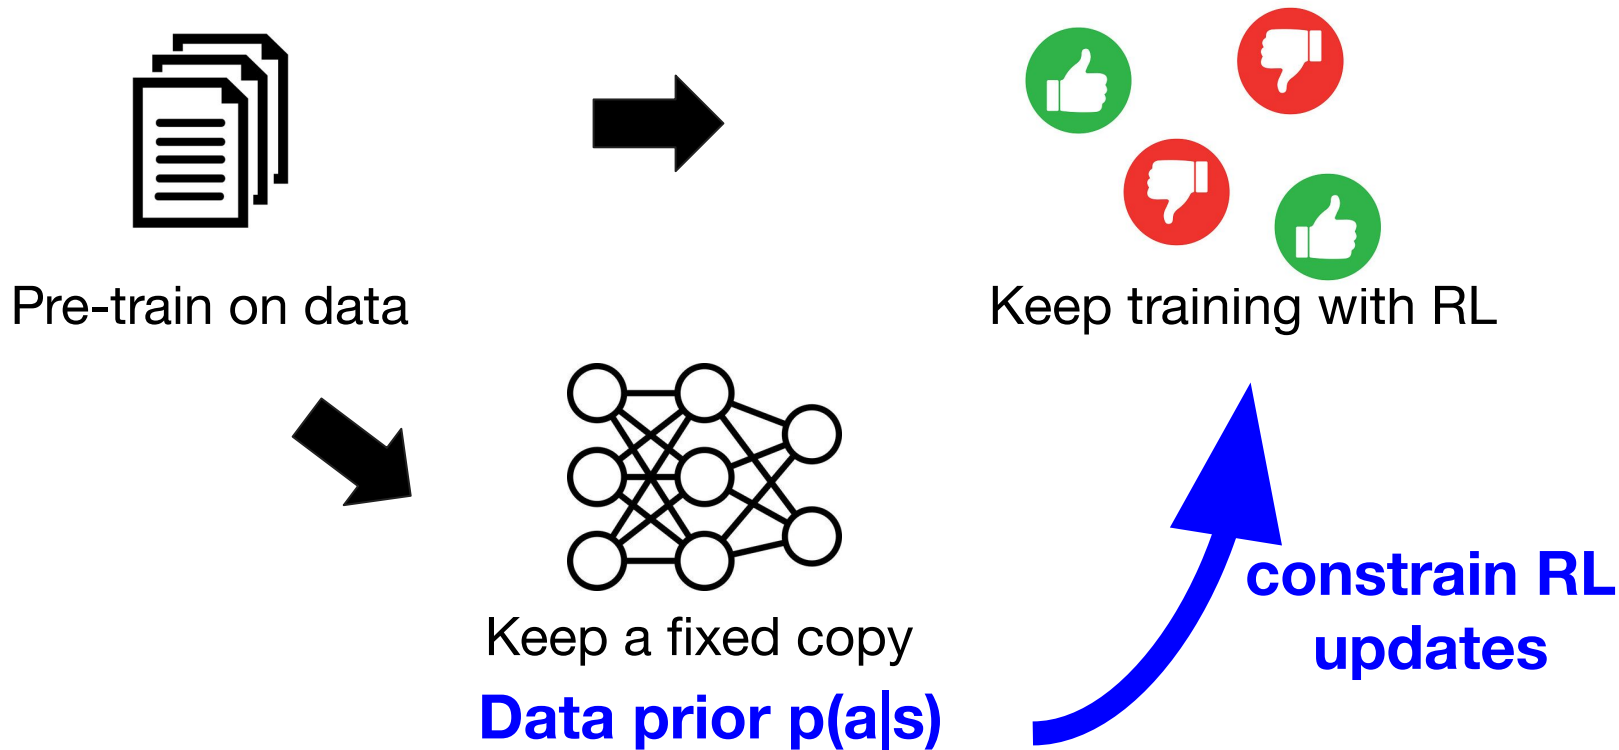 Pre-train on data
Keep training with RL
Keep a fixed copy
Data prior p(a|s)
constrain RL
updates